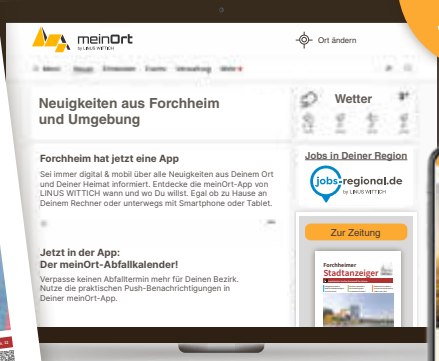 meinOrt
by LINUS WITTICH
Ort ändern
Neuigkeiten aus Forchheim
und Umgebung
Wetter
Forchheim hat jetzt eine App
Sei immer digital & mobil über alle Neuigkeiten aus Deinem Ort
und Deiner Heimat informiert. Entdecke die meinOrt-App von
LINUS WITTICH wann und wo Du willst. Egal ob zu Hause an
Deinem Rechner oder unterwegs mit Smartphone oder Tablet.
Jobs in Deiner Region
jobs-regional.de
by LINUS WITTICH
Jetzt in der App:
Der meinOrt-Abfallkalender!
Verpasse keinen Abfalltermin mehr für Deinen Bezirk.
Nutze die praktischen Push-Benachrichtigungen in
Deiner meinOrt-App.
Zur Zeitung
Forchheimer
Stadtanzeiger